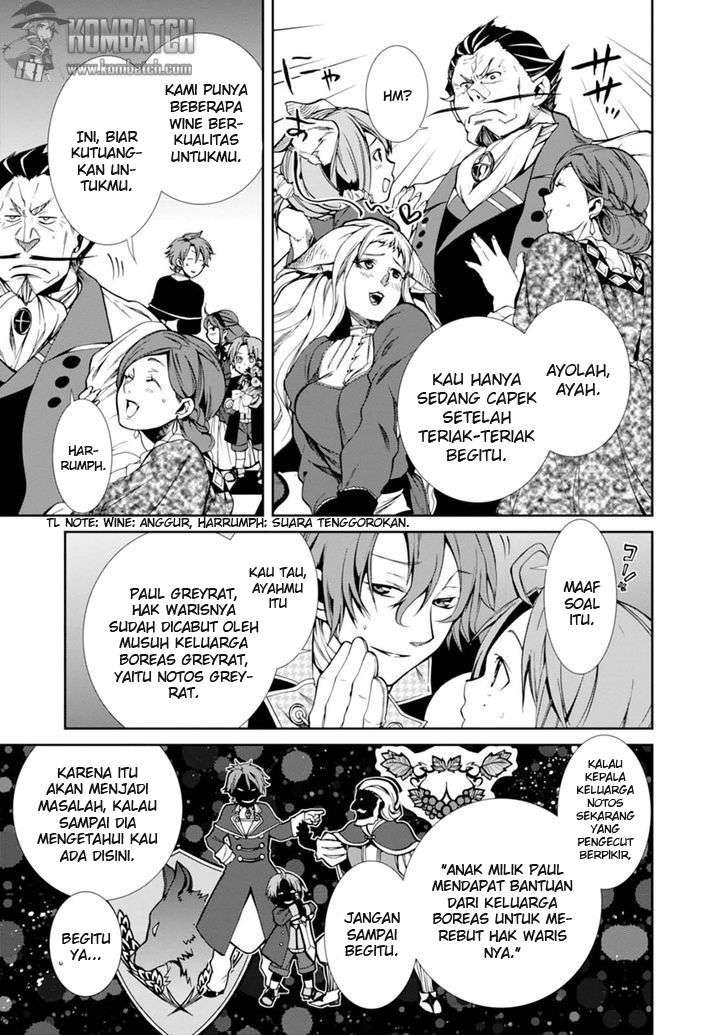 KOMBATCH
www.kombatch.com
HM?
AYOLAH,
AYAH.
KAU HANYA
SEDANG CAPEK
SETELAH
TERIAK-TERIAK
BEGITU.
KAMI PUNYA
BEBERAPA
WINE BER-
KUALITAS
UNTUKMU.
INI, BIAR
KUTUANG-
KAN UN-
TUKMU.
HAR-
RUMPH.
TL NOTE: WINE: ANGGUR, HARRUMPH: SUARA TENGGOROKAN.
MAAF
SOAL
ITU.
KAU TAU,
AYAHMU
ITU
PAUL GREYRAT,
HAK WARISNYA
SUDAH DICABUT OLEH
MUSUH KELUARGA
BOREAS GREYRAT,
YAITU NOTOS GREY-
RAT.
KALAU
KEPALA
KELUARGA
NOTOS
SEKARANG
YANG
PENGECUT
BERPIKIR,
"ANAK MILIK PAUL
MENDAPAT BANTUAN
DARI KELUARGA
BOREAS UNTUK ME-
REBUT HAK WARIS
NYA."
JANGAN
SAMPAI
BEGITU.
KARENA ITU
AKAN MENJADI
MASALAH, KALAU
SAMPAI DIA
MENGETAHUI KAU
ADA DISINI.
BEGITU
YA...